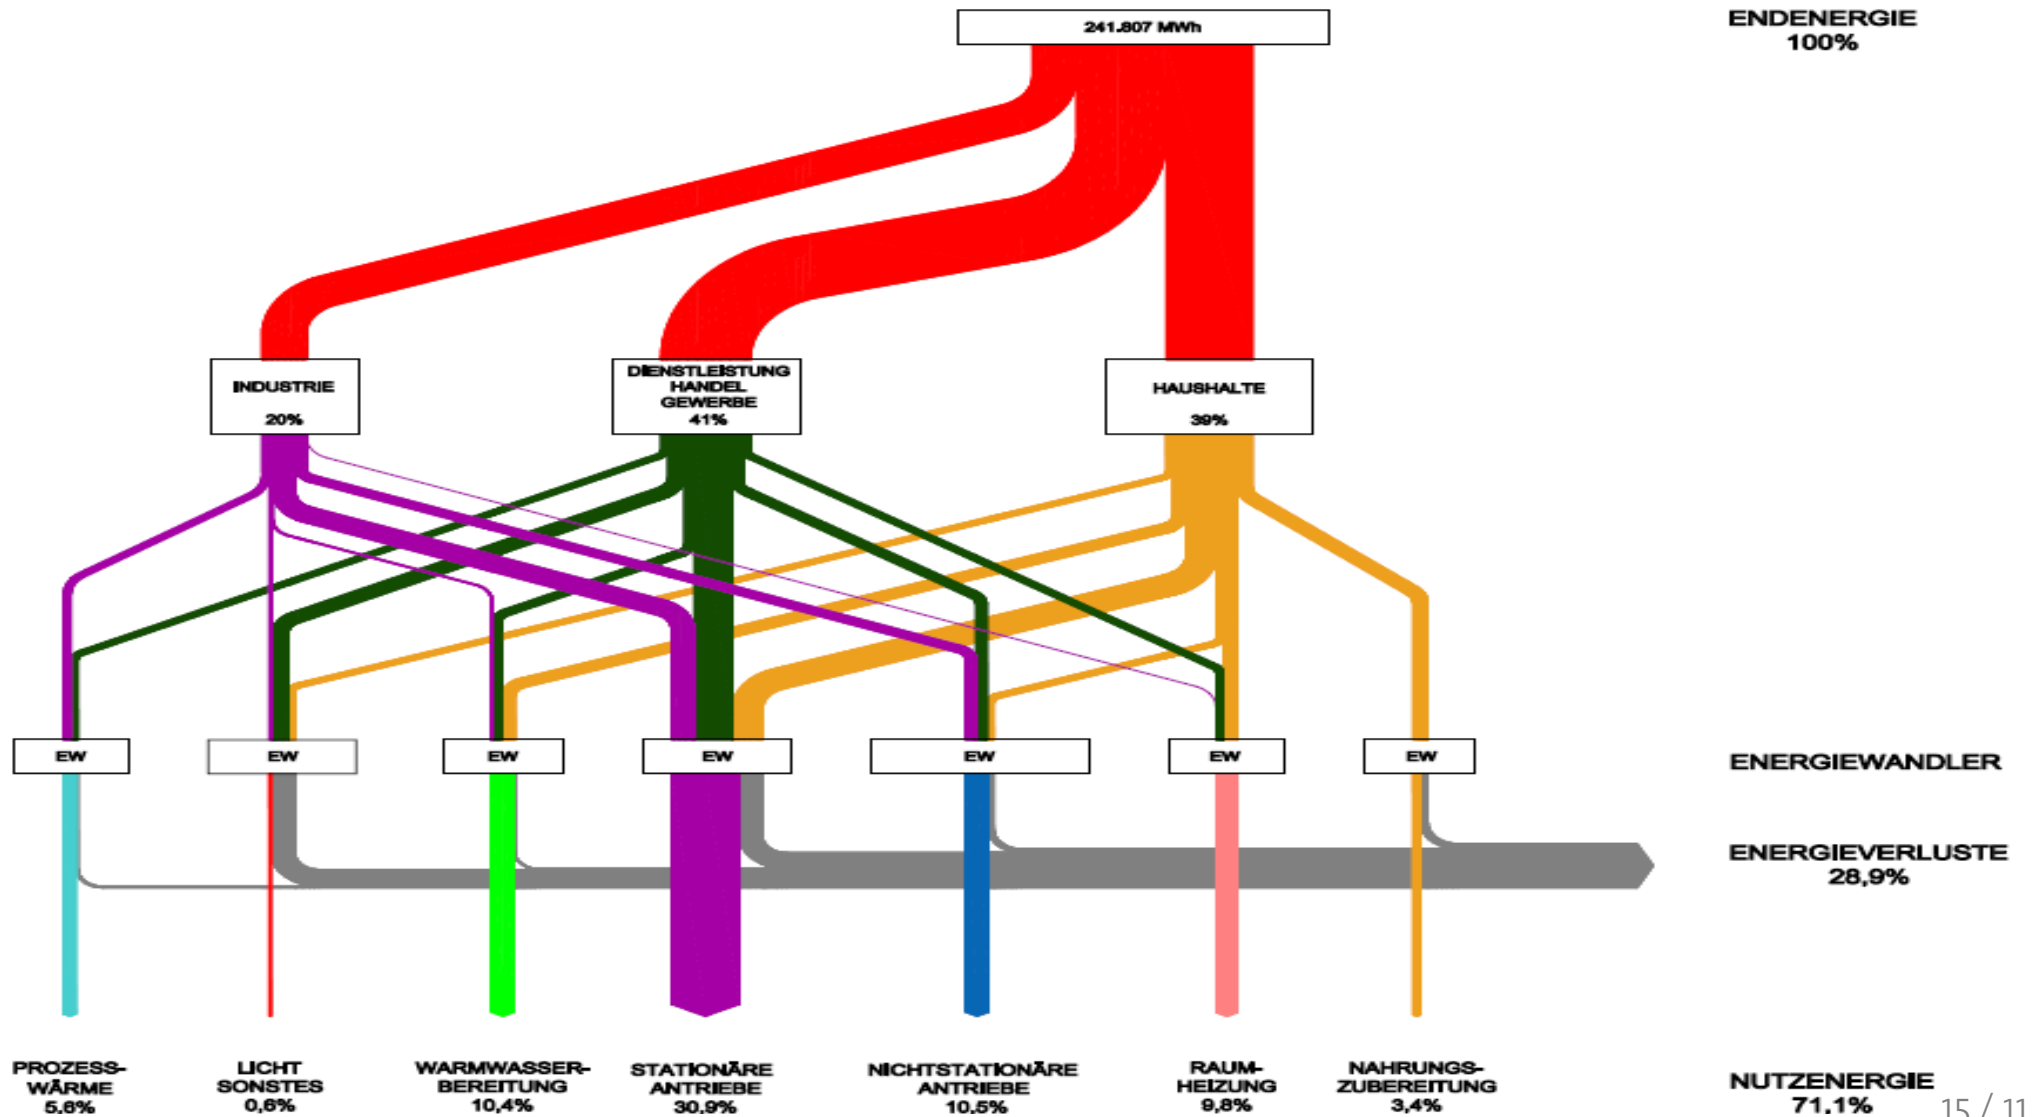 241.807 MWh
ENDENERGIE
100%
INDUSTRIE
20%
DIENSTLEISTUNG
HANDEL
GEWERBE
41%
HAUSHALTE
39%
EW
EW
EW
EW
EW
EW
EW
ENERGIEWANDLER
ENERGIEVERLUSTE
28,9%
PROZESS-
WÄRME
5,6%
LICHT
SONSTES
0,6%
WARMWASSER-
BEREITUNG
10,4%
STATIONÄRE
ANTRIEBE
30,9%
NICHTSTATIONÄRE
ANTRIEBE
10,5%
RAUM-
HEIZUNG
9,8%
NAHRUNGS-
ZUBEREITUNG
3,4%
NUTZENERGIE
71,1%
15 / 11